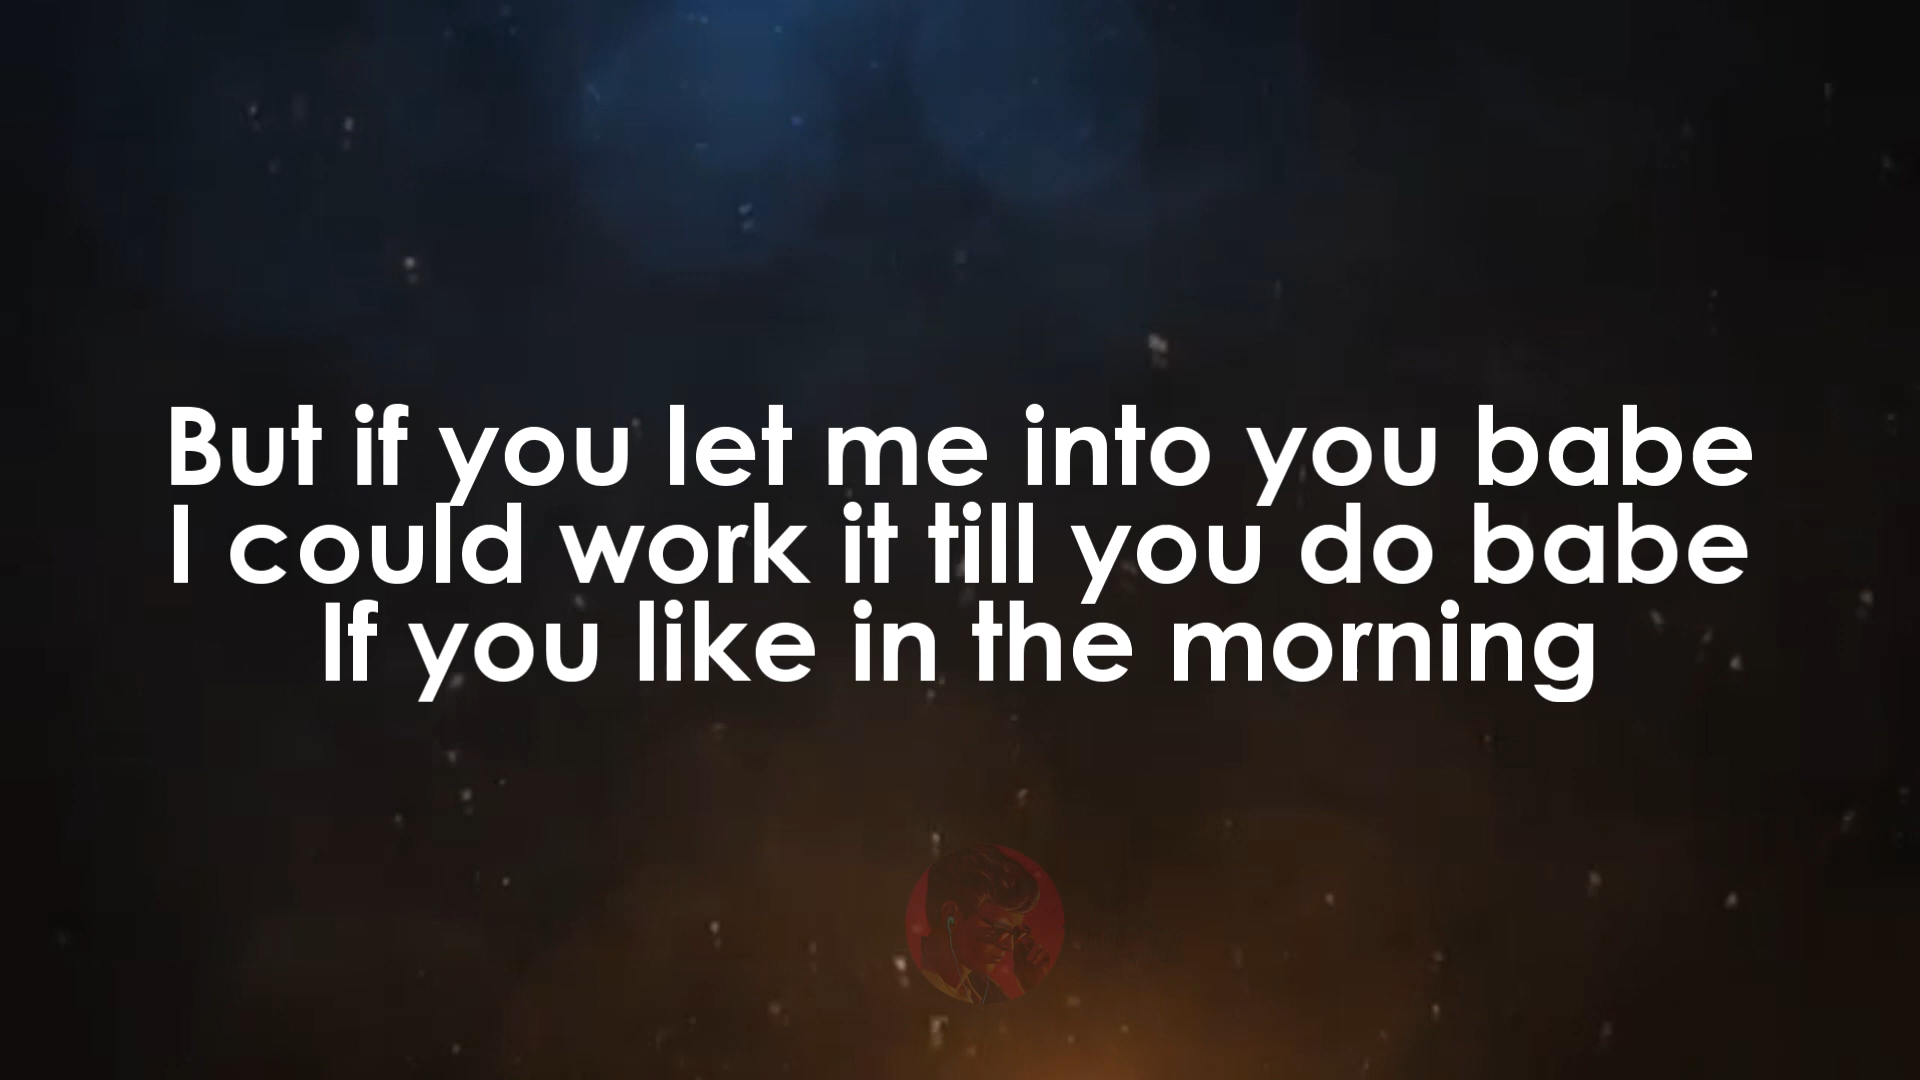 But if you let me into you babe
I could work it till you do babe
If you like in the morning